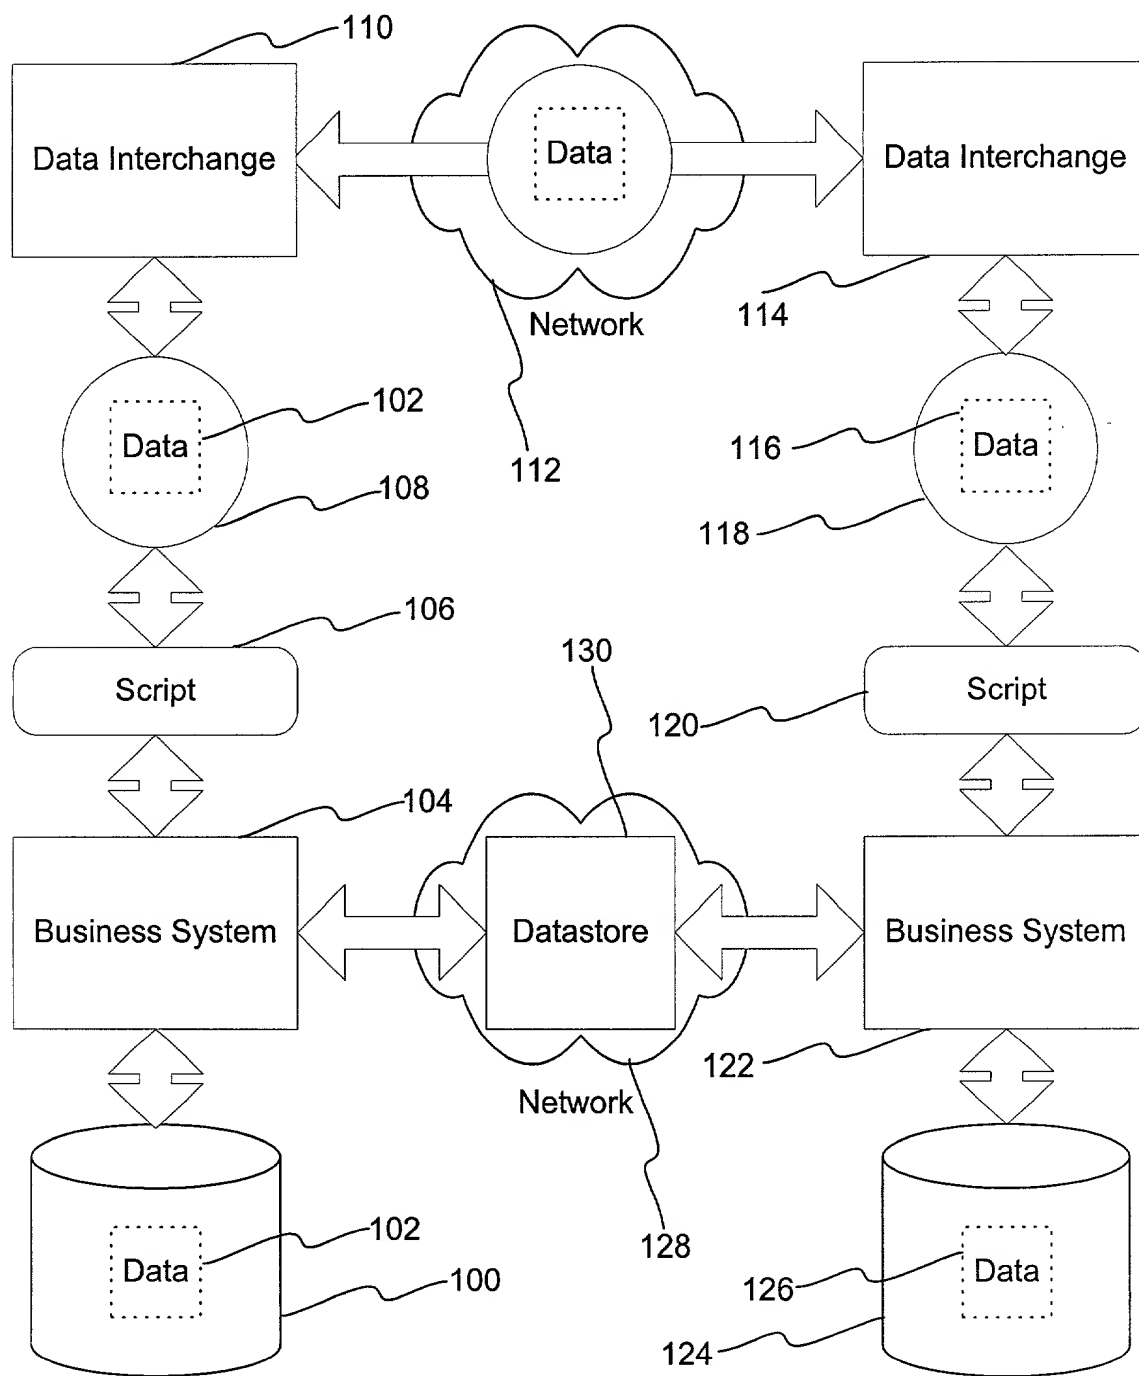 110
Data Interchange
Data
Data Interchange
Network
114
102
Data
112
108
116
Data
118
106
Script
130
Script
120
104
Business System
Datastore
Business System
122
Network
102
Data
100
128
126
Data
124